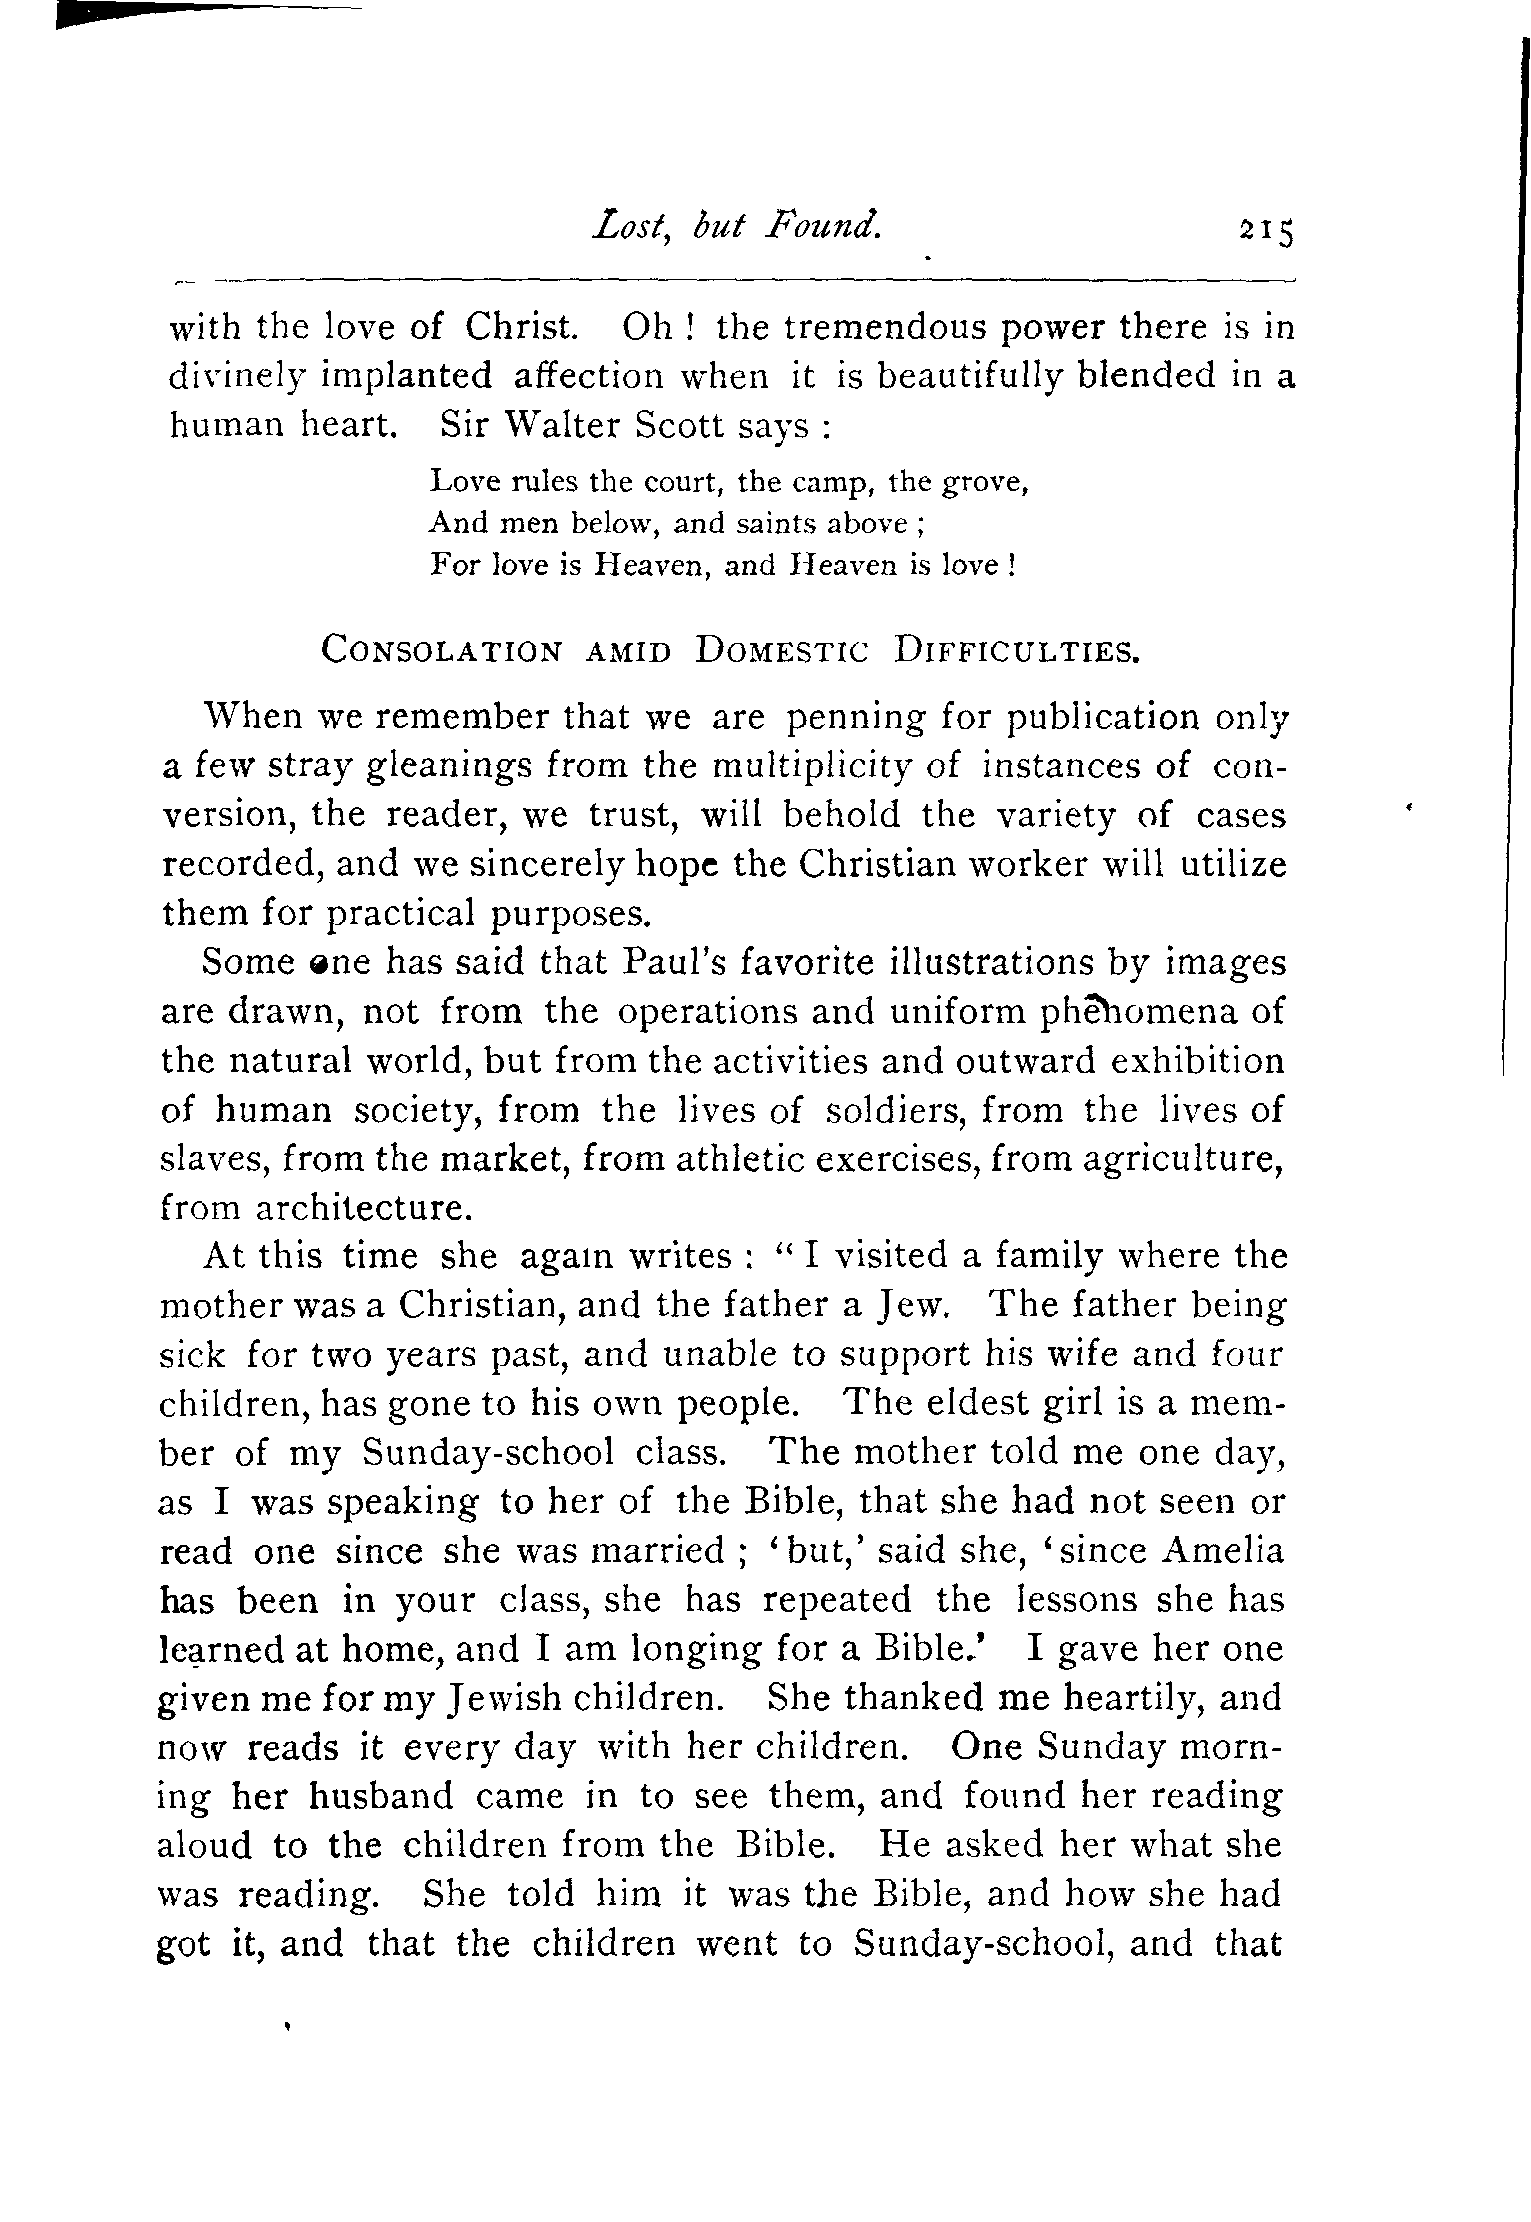 Lost, but Found. 215
with the love of Christ. Oh ! the tremendous power there is in
divinely implanted affection when it is beautifully blended in a
human heart. Sir Walter Scott says :
Love rules the court, the camp, the grove,
And men below, and saints above ;
For love is Heaven, and Heaven is love !
CONSOLATION AMID DOMESTIC DIFFICULTIES.
When we remember that we are penning for publication only
a few stray gleanings from the multiplicity of instances of con-
version, the reader, we trust, will behold the variety of cases
recorded, and we sincerely hope the Christian worker will utilize
them for practical purposes.
Some one has said that Paul's favorite illustrations by images
are drawn, not from the operations and uniform phenomena of
the natural world, but from the activities and outward exhibition
of human society, from the lives of soldiers, from the lives of
slaves, from the market, from athletic exercises, from agriculture,
from architecture.
At this time she again writes : “ I visited a family where the
mother was a Christian, and the father a Jew. The father being
sick for two years past, and unable to support his wife and four
children, has gone to his own people. The eldest girl is a mem-
ber of my Sunday-school class. The mother told me one day,
as I was speaking to her of the Bible, that she had not seen or
read one since she was married ; ‘ but,’ said she, ‘ since Amelia
has been in your class, she has repeated the lessons she has
learned at home, and I am longing for a Bible.’ I gave her one
given me for my Jewish children. She thanked me heartily, and
now reads it every day with her children. One Sunday morn-
ing her husband came in to see them, and found her reading
aloud to the children from the Bible. He asked her what she
was reading. She told him it was the Bible, and how she had
got it, and that the children went to Sunday-school, and that